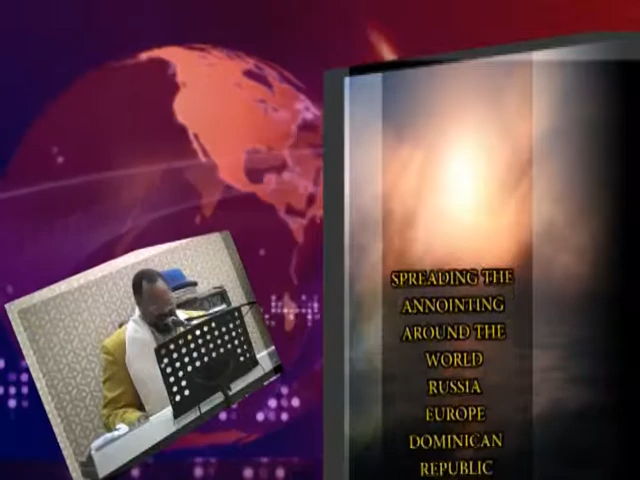 SPREADING THE
ANNOINTING
AROUND THE
WORLD
RUSSIA
EUROPE
DOMINICAN
REPUBLIC